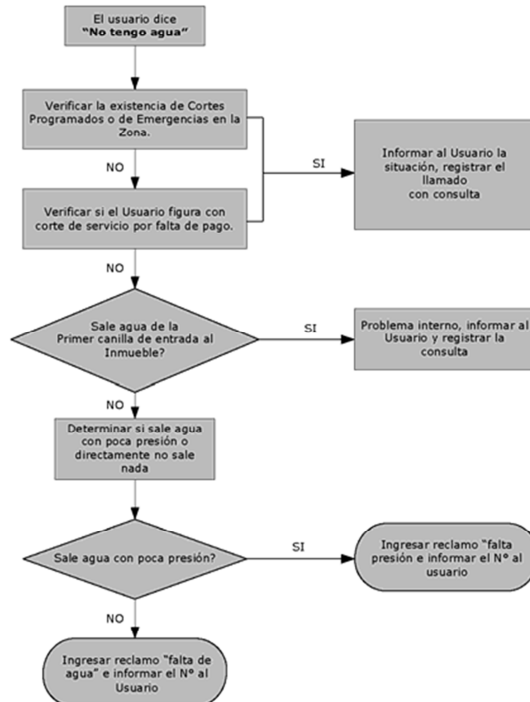 El usuario dice
"No tengo agua"
Verificar la existencia de Cortes
Programados o de Emergencias en la
Zona.
SI
Informar al Usuario la
situación, registrar el
llamado
con consulta
NO
Verificar si el Usuario figura con
corte de servicio por falta de pago.
NO
Sale agua de la
Primer canilla de entrada al
Inmueble?
SI
Problema interno, informar al
Usuario y registrar la
consulta
NO
Determinar si sale agua
con poca presión o
directamente no sale
nada
Sale agua con poca presión?
SI
Ingresar reclamo "falta
presión e informar el Nº al
usuario
NO
Ingresar reclamo "falta de
agua" e informar el Nº al
Usuario